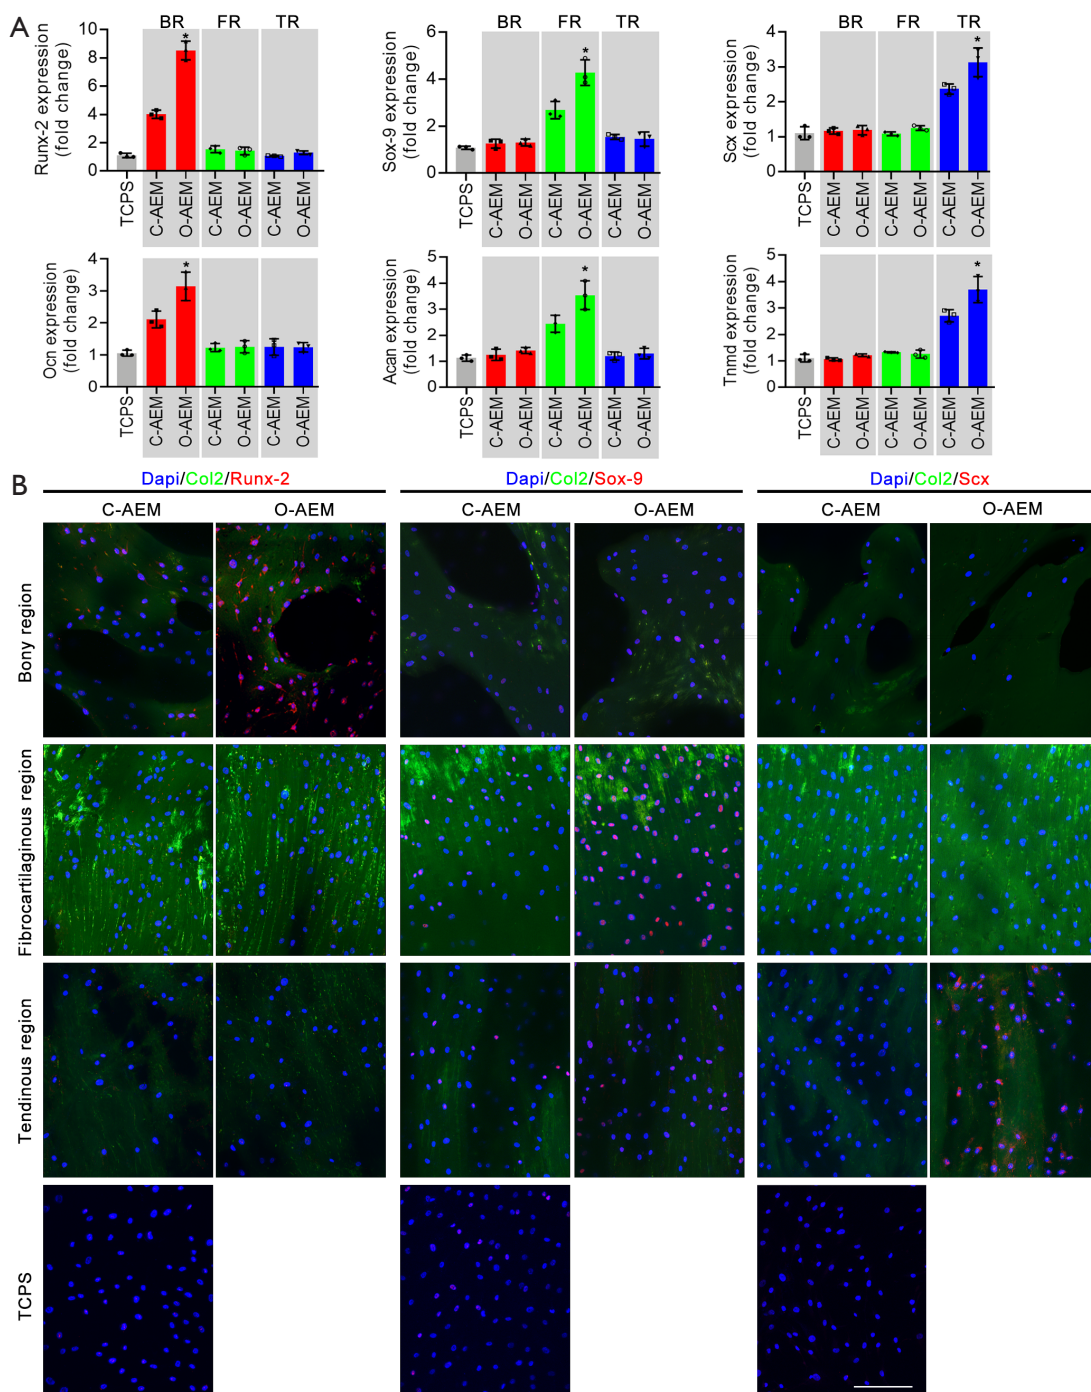 A
BR FR TR
Runx-2 expression
(fold change)
10
8
6
4
2
0
*
TCPS
C-AEM
O-AEM
C-AEM
O-AEM
C-AEM
O-AEM
BR FR TR
Sox-9 expression
(fold change)
6
4
2
0
*
TCPS
C-AEM
O-AEM
C-AEM
O-AEM
C-AEM
O-AEM
BR FR TR
Scx expression
(fold change)
4
3
2
1
0
*
TCPS
C-AEM
O-AEM
C-AEM
O-AEM
C-AEM
O-AEM
Ocn expression
(fold change)
4
3
2
1
0
*
TCPS
C-AEM
O-AEM
C-AEM
O-AEM
C-AEM
O-AEM
Acan expression
(fold change)
5
4
3
2
1
0
*
TCPS
C-AEM
O-AEM
C-AEM
O-AEM
C-AEM
O-AEM
Tnmd expression
(fold change)
5
4
3
2
1
0
*
TCPS
C-AEM
O-AEM
C-AEM
O-AEM
C-AEM
O-AEM
B
Dapi/Col2/Runx-2
Dapi/Col2/Sox-9
Dapi/Col2/Scx
C-AEM O-AEM C-AEM O-AEM C-AEM O-AEM
Bony region
Fibrocartilaginous region
Tendinous region
TCPS